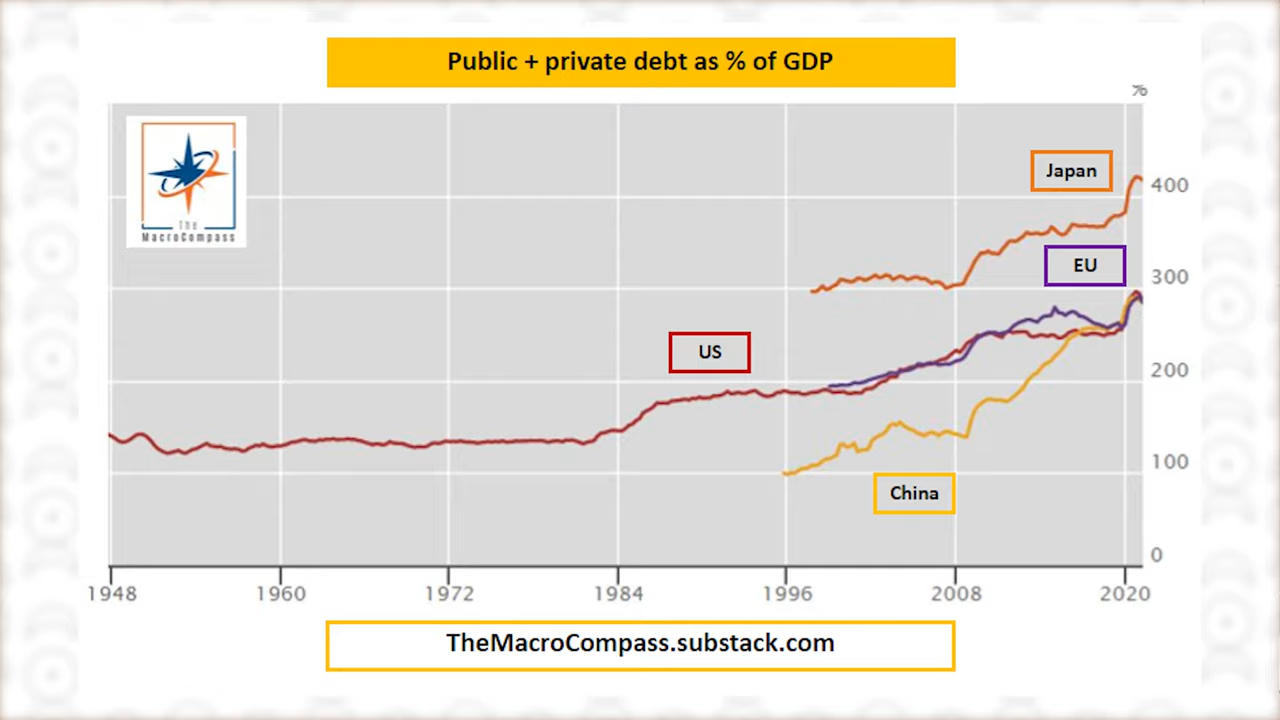 Public + private debt as % of GDP
%
The
MacroCompass
Japan
400
EU
300
US
200
100
China
0
1948 1960 1972 1984 1996 2008 2020
TheMacroCompass.substack.com